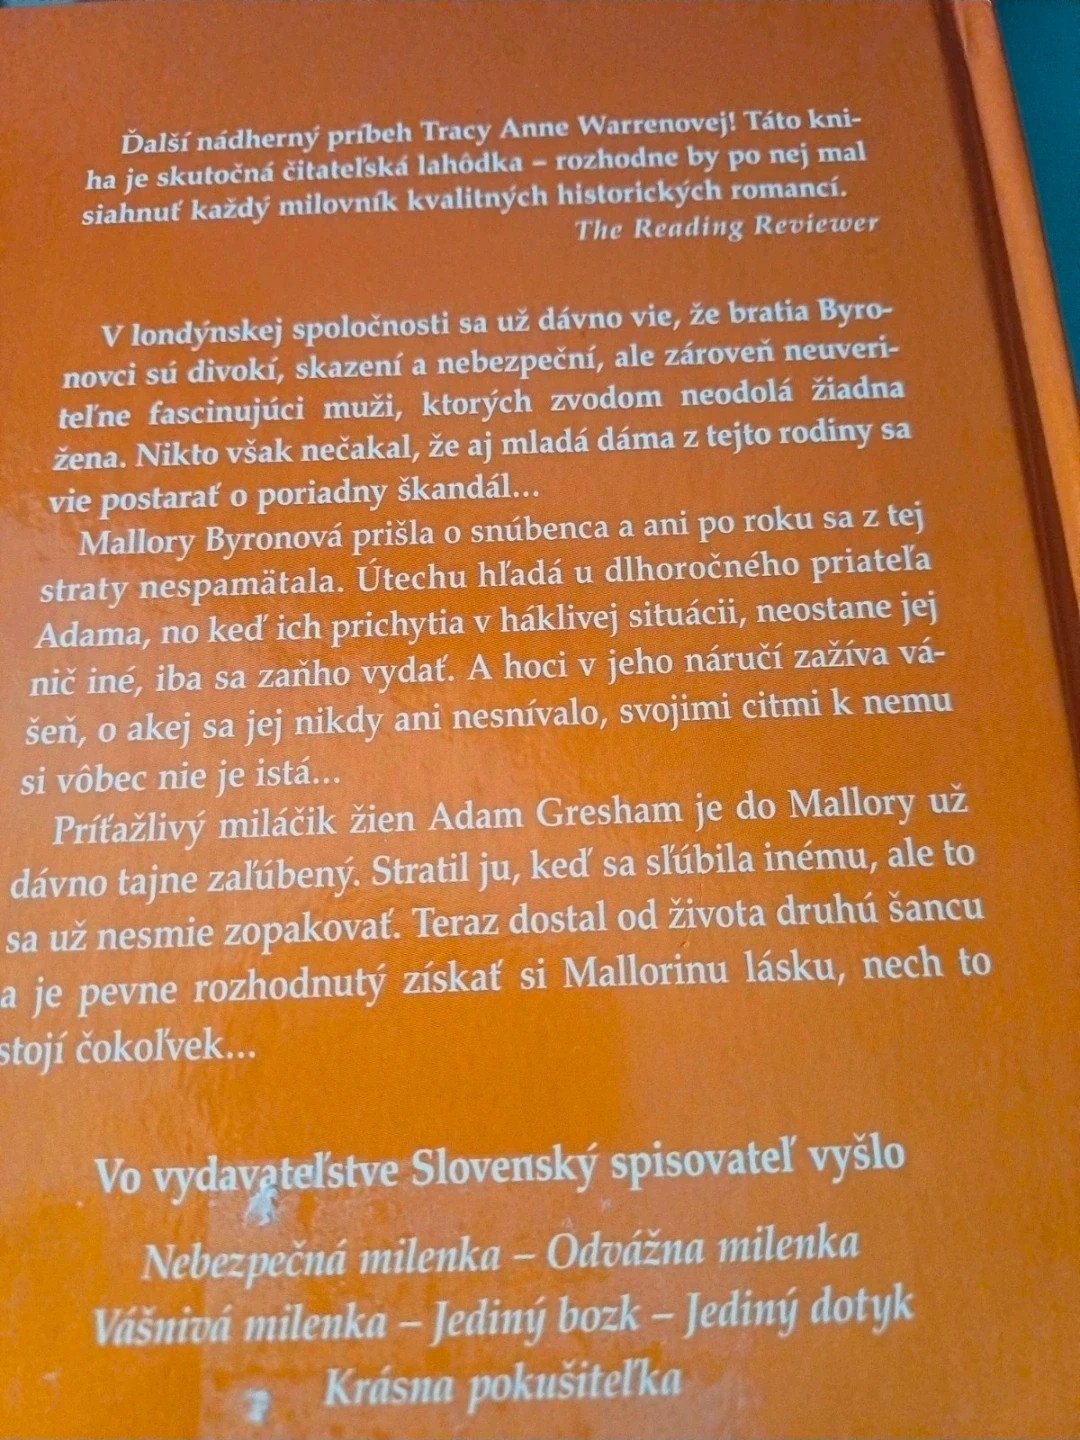 Ďalší nádherný príbeh Tracy Anne Warrenovej! Táto kni-
ha je skutočná čitateľská lahôdka – rozhodne by po nej mal
siahnuť každý milovník kvalitných historických romancí.
The Reading Reviewer
V londýnskej spoločnosti sa už dávno vie, že bratia Byro-
novci sú divokí, skazení a nebezpeční, ale zároveň neuveri-
teľne fascinujúci muži, ktorých zvodom neodolá žiadna
žena. Nikto však nečakal, že aj mladá dáma z tejto rodiny sa
vie postarať o poriadny škandál...
Mallory Byronová prišla o snúbenca a ani po roku sa z tej
straty nespamätala. Útechu hľadá u dlhoročného priateľa
Adama, no keď ich prichytia v háklivej situácii, neostane jej
nič iné, iba sa zaňho vydať. A hoci v jeho náručí zažíva vá-
šeň, o akej sa jej nikdy ani nesnívalo, svojimi citmi k nemu
si vôbec nie je istá...
Príťažlivý miláčik žien Adam Gresham je do Mallory už
dávno tajne zaľúbený. Stratil ju, keď sa sľúbila inému, ale to
sa už nesmie zopakovať. Teraz dostal od života druhú šancu
a je pevne rozhodnutý získať si Mallorinu lásku, nech to
stojí čokoľvek...
Vo vydavateľstve Slovenský spisovateľ vyšlo
Nebezpečná milenka – Odvážna milenka
Vášnivá milenka – Jediný bozk – Jediný dotyk
Krásna pokušiteľka